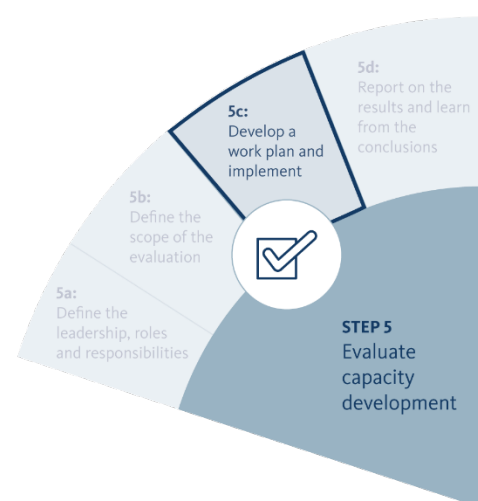 5a:
Define the
leadership, roles
and responsibilities
5b:
Define the
scope of the
evaluation
5c:
Develop a
work plan and
implement
5d:
Report on the
results and learn
from the
conclusions
STEP 5
Evaluate
capacity
development